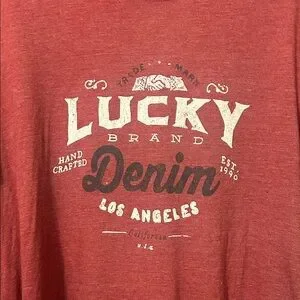 TRADE MARK
LUCKY
BRAND
HAND
CRAFTED
Denim
EST.
1990
LOS ANGELES
California